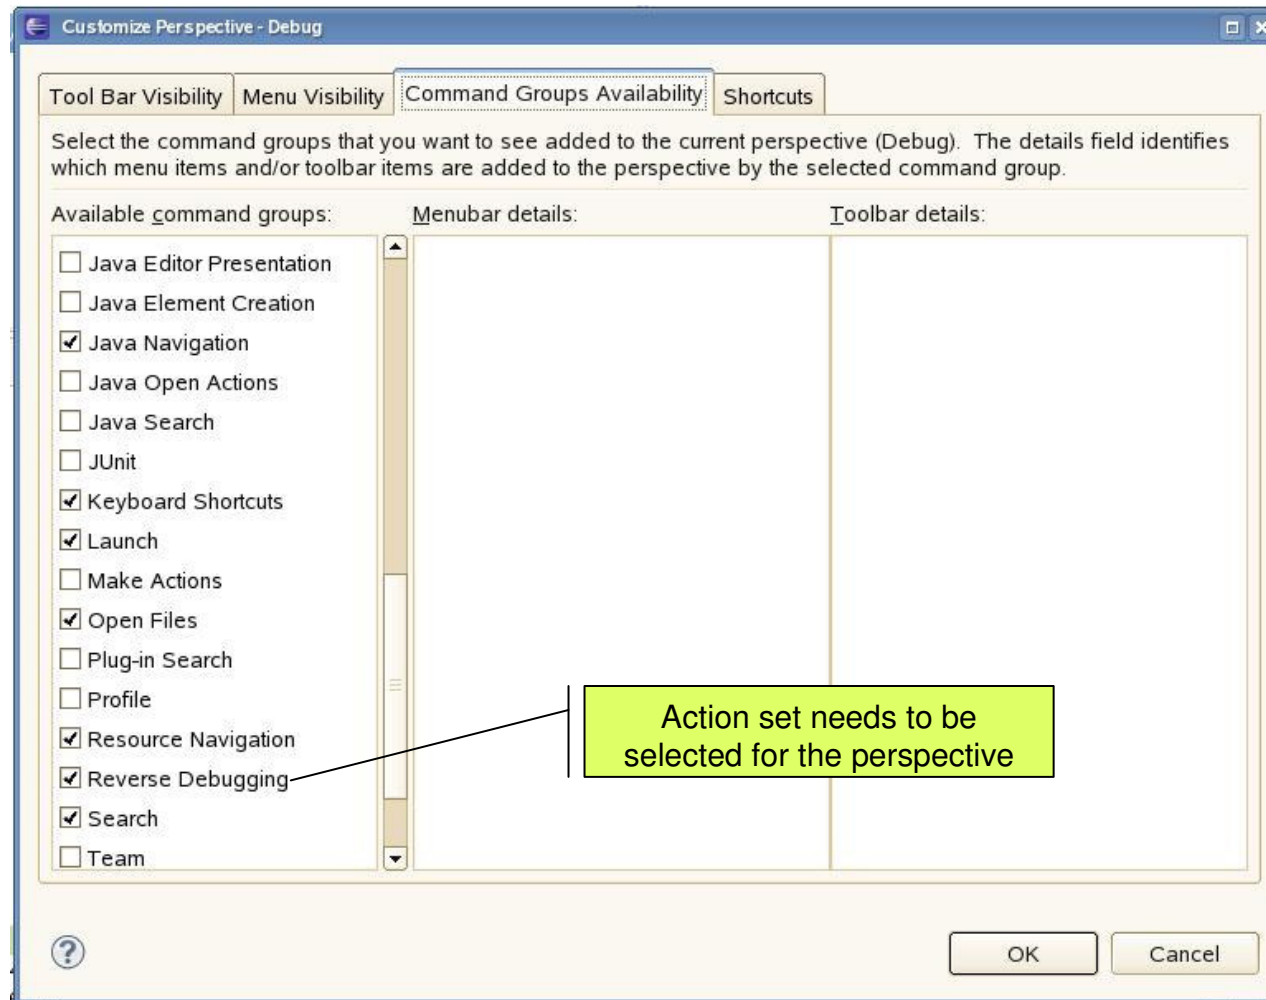 Customize Perspective - Debug
Tool Bar Visibility
Menu Visibility
Command Groups Availability
Shortcuts
Select the command groups that you want to see added to the current perspective (Debug). The details field identifies
which menu items and/or toolbar items are added to the perspective by the selected command group.
Available command groups:
Menubar details:
Toolbar details:
Java Editor Presentation
Java Element Creation
Java Navigation
Java Open Actions
Java Search
JUnit
Keyboard Shortcuts
Launch
Make Actions
Open Files
Plug-in Search
Profile
Resource Navigation
Reverse Debugging
Search
Team
Action set needs to be
selected for the perspective
?
OK
Cancel